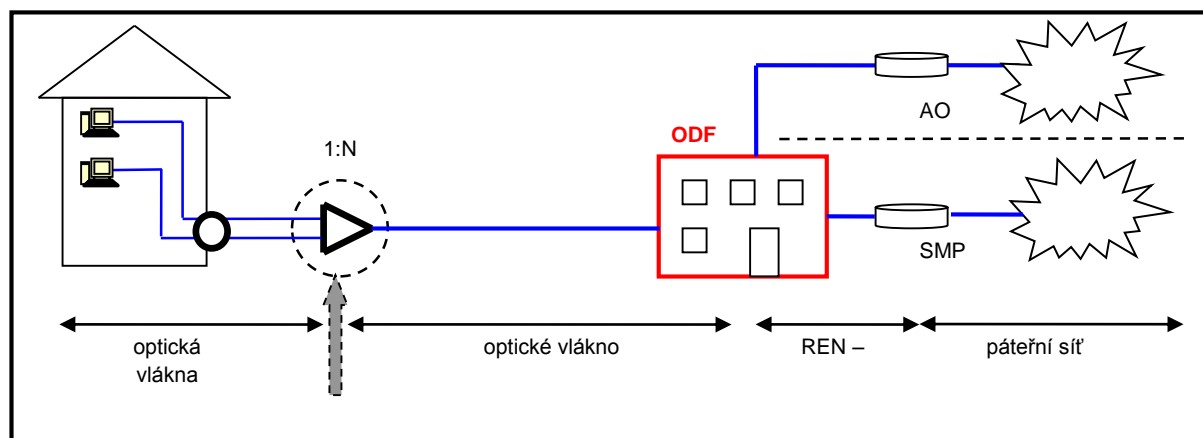 AO
ODF
1:N
SMP
optická
vlákna
optické vlákno
REN –
páteřní síť